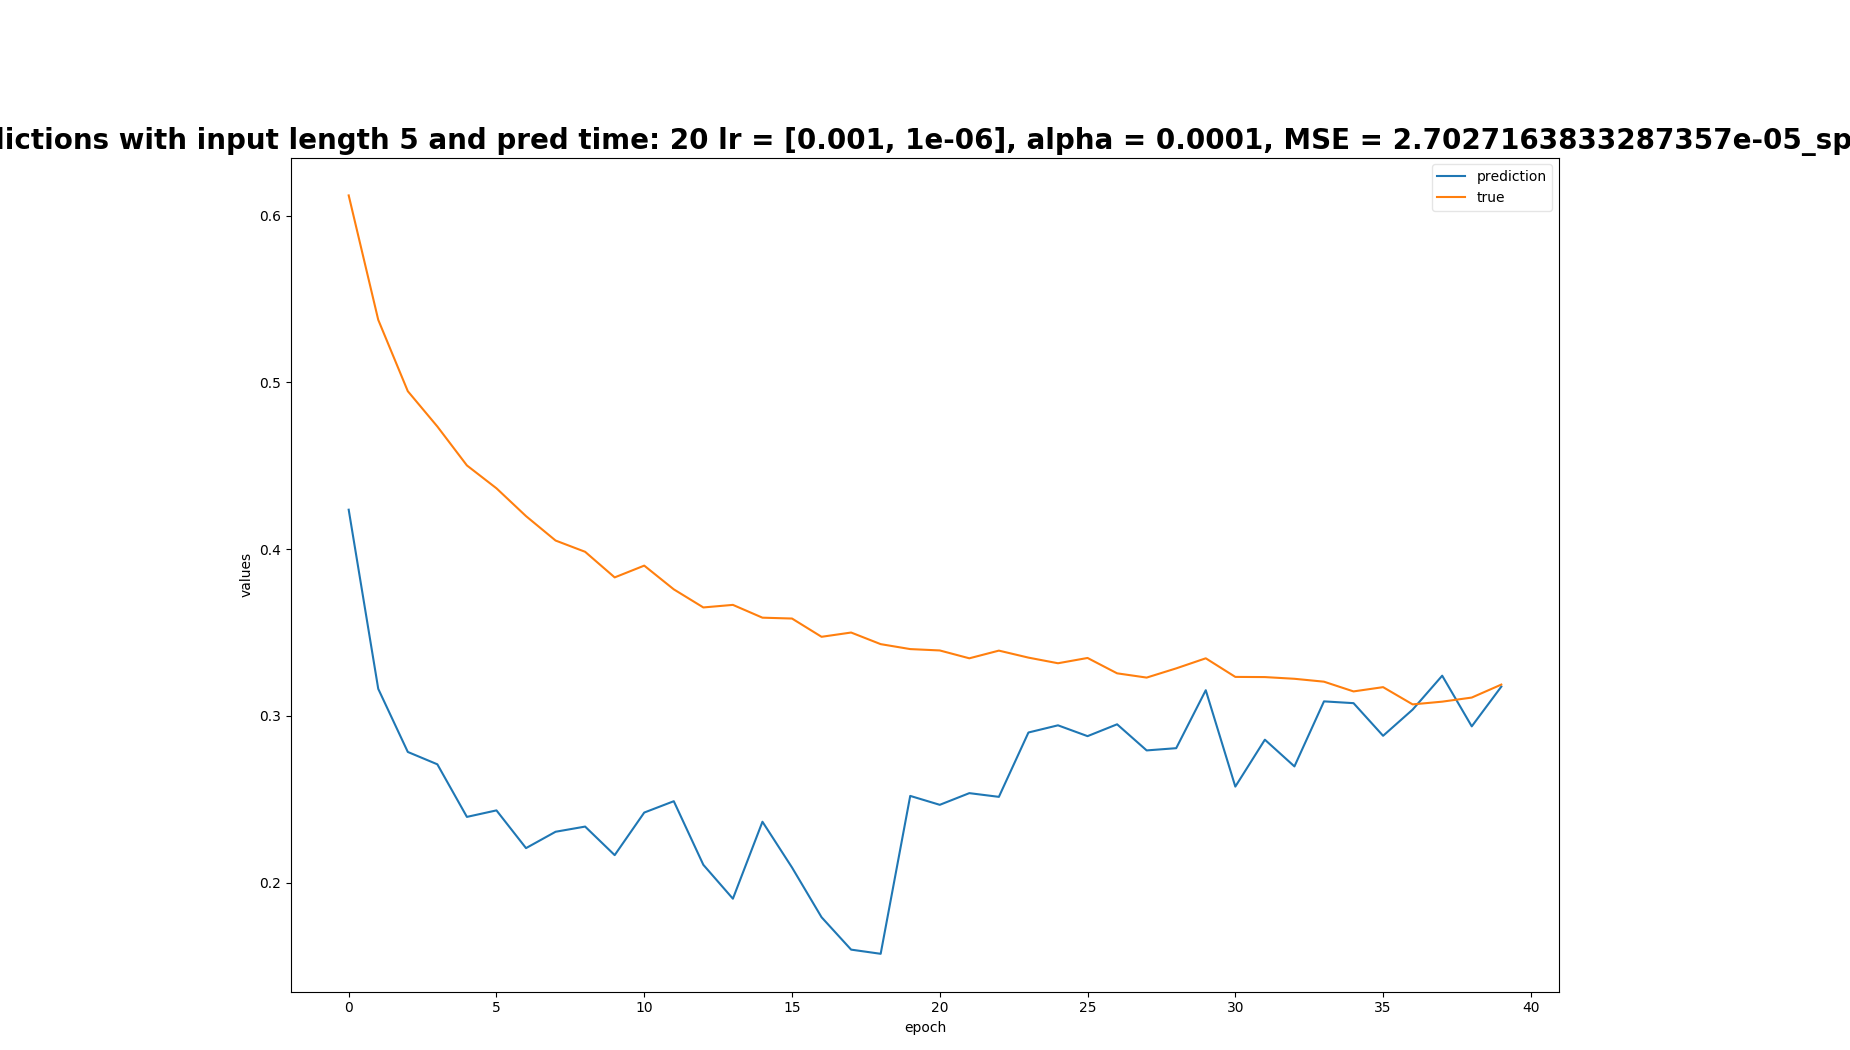 dictions with input length 5 and pred time: 20 lr = [0.001, 1e-06], alpha = 0.0001, MSE = 2.7027163833287357e-05_sp
prediction
true
0.6
0.5
0.4
0.3
0.2
values
0 5 10 15 20 25 30 35 40
epoch